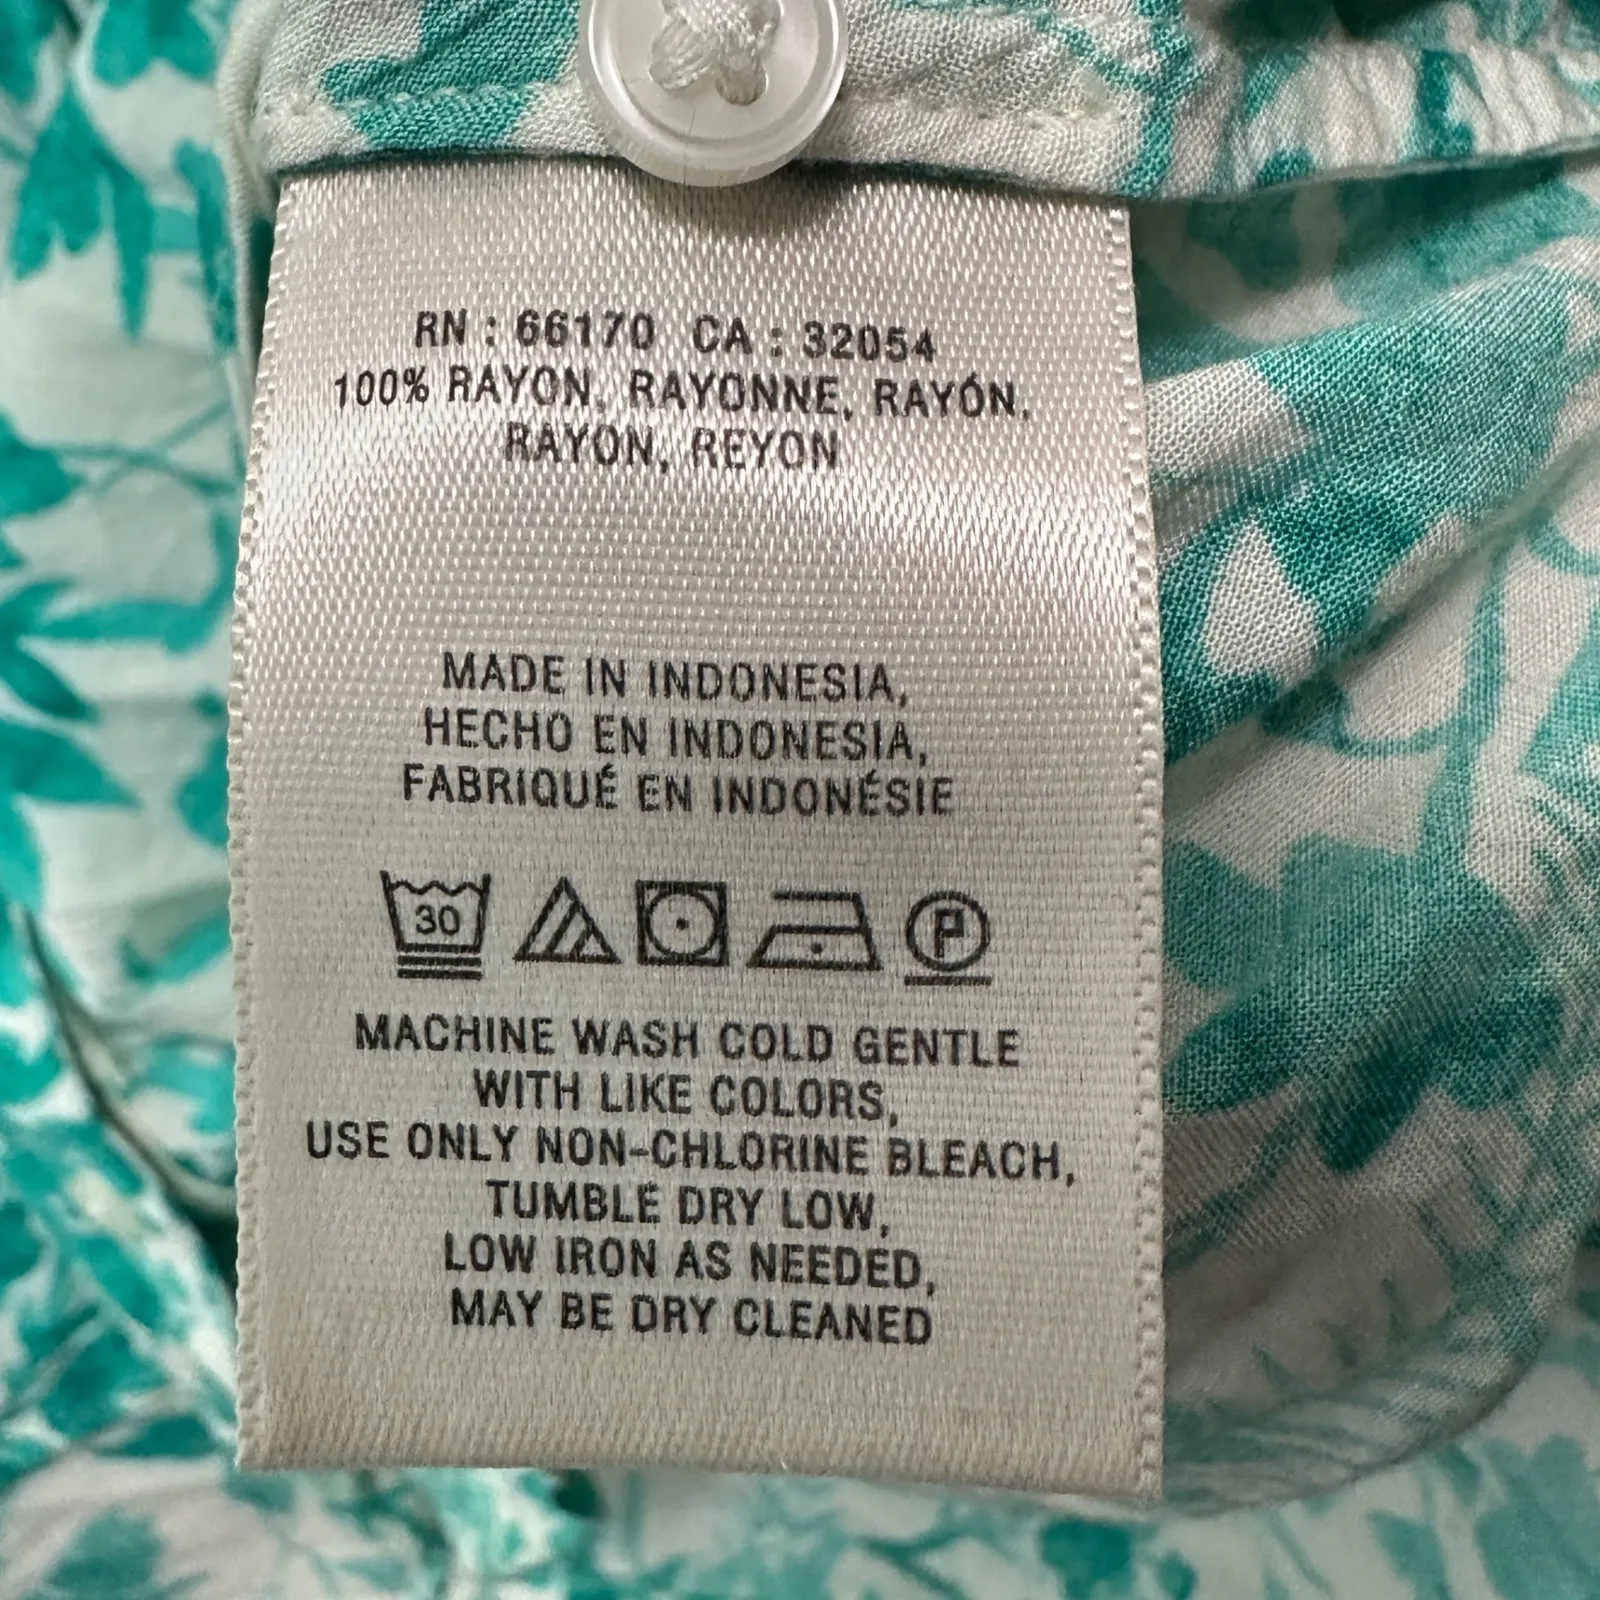 RN : 66170 CA : 32054
100% RAYON, RAYONNE, RAYÓN,
RAYON, REYON
MADE IN INDONESIA,
HECHO EN INDONESIA,
FABRIQUÉ EN INDONÉSIE
30 P
MACHINE WASH COLD GENTLE
WITH LIKE COLORS,
USE ONLY NON-CHLORINE BLEACH,
TUMBLE DRY LOW,
LOW IRON AS NEEDED,
MAY BE DRY CLEANED